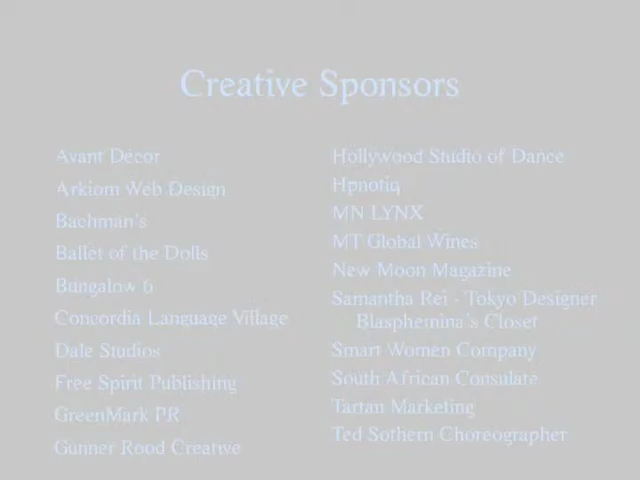 Creative Sponsors
Avant Décor
Arkiom Web Design
Bachman's
Ballet of the Dolls
Bungalow 6
Concordia Language Village
Dale Studios
Free Spirit Publishing
GreenMark PR
Gunner Rood Creative
Hollywood Studio of Dance
Hpnotiq
MN LYNX
MT Global Wines
New Moon Magazine
Samantha Rei - Tokyo Designer
Blasphemina's Closet
Smart Women Company
South African Consulate
Tartan Marketing
Ted Sothern Choreographer